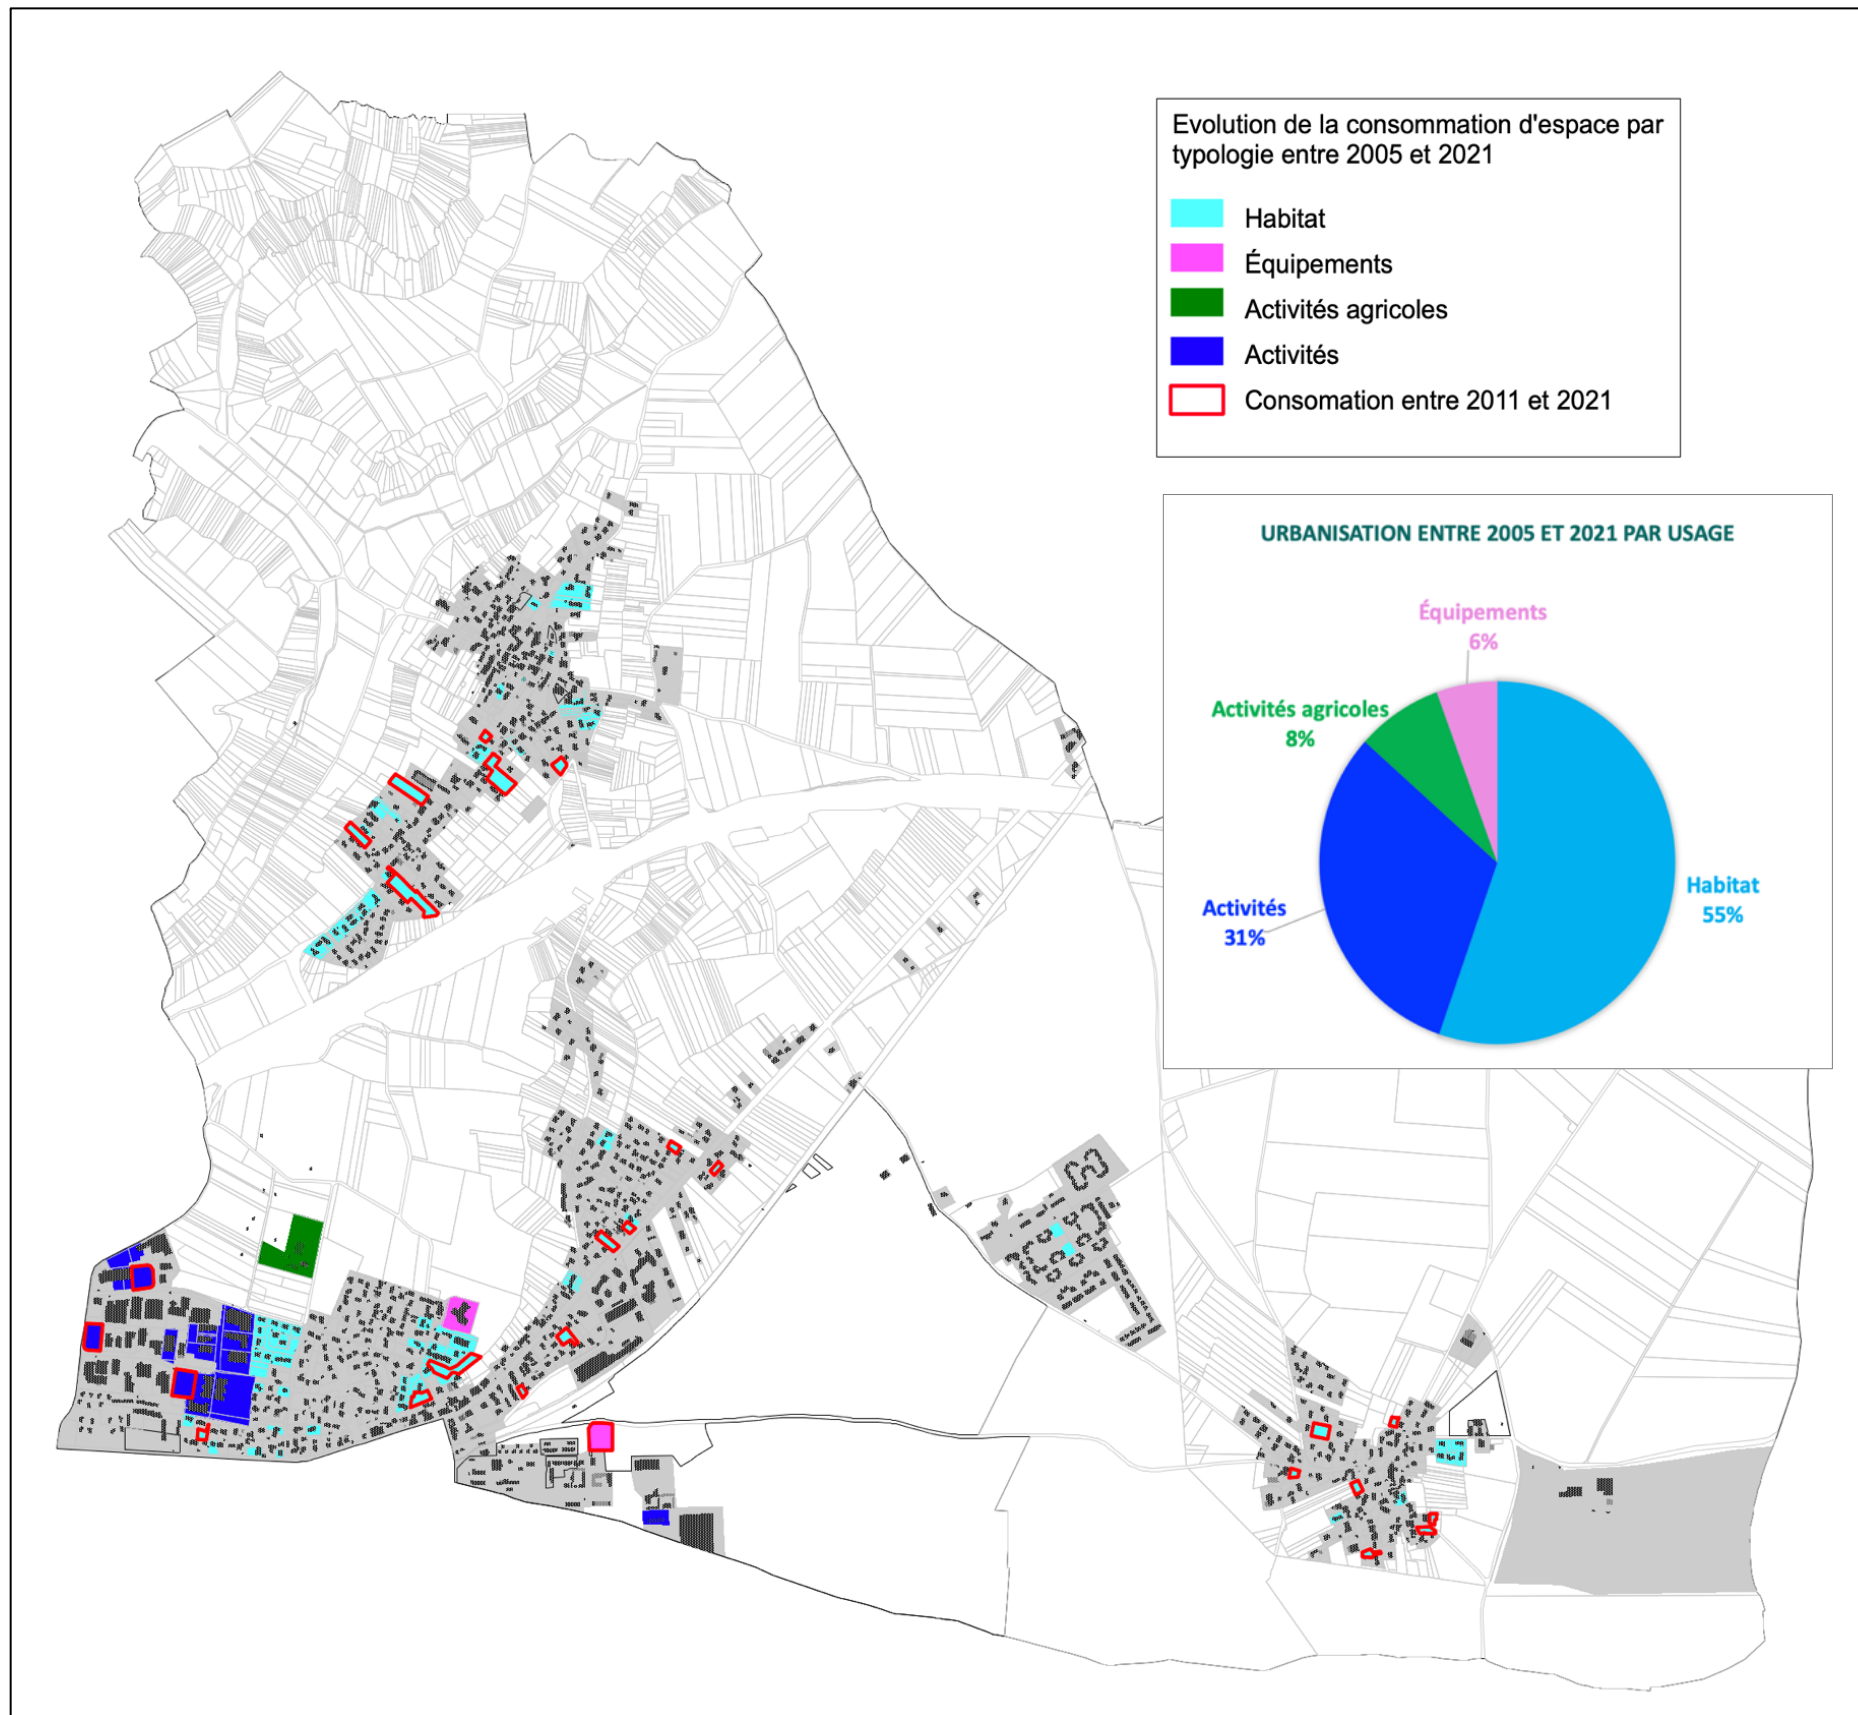 Evolution de la consommation d'espace par
typologie entre 2005 et 2021
Habitat
Équipements
Activités agricoles
Activités
Consomation entre 2011 et 2021
URBANISATION ENTRE 2005 ET 2021 PAR USAGE
Équipements
6%
Activités agricoles
8%
Activités
31%
Habitat
55%